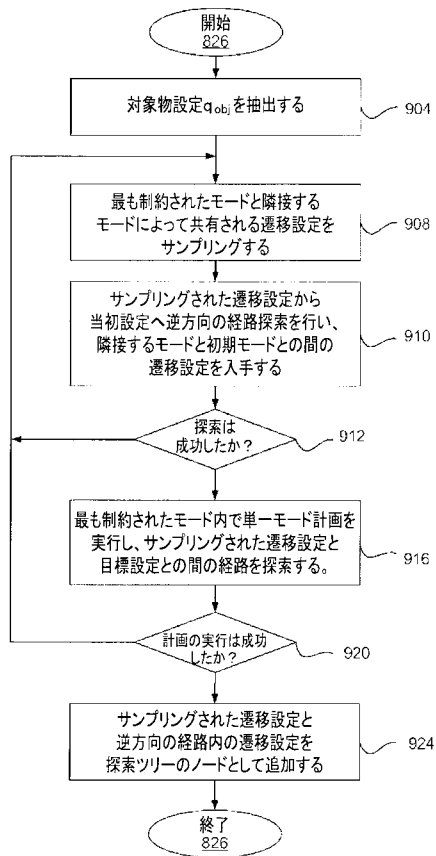 開始
826
対象物設定qobjを抽出する
904
最も制約されたモードと隣接する
モードによって共有される遷移設定を
サンプリングする
908
サンプリングされた遷移設定から
当初設定へ逆方向の経路探索を行い、
隣接するモードと初期モードとの間の
遷移設定を入手する
910
探索は
成功したか？
912
最も制約されたモード内で単一モード計画を
実行し、サンプリングされた遷移設定と
目標設定との間の経路を探索する。
916
計画の実行は成功
したか？
920
サンプリングされた遷移設定と
逆方向の経路内の遷移設定を
探索ツリーのノードとして追加する
924
終了
826